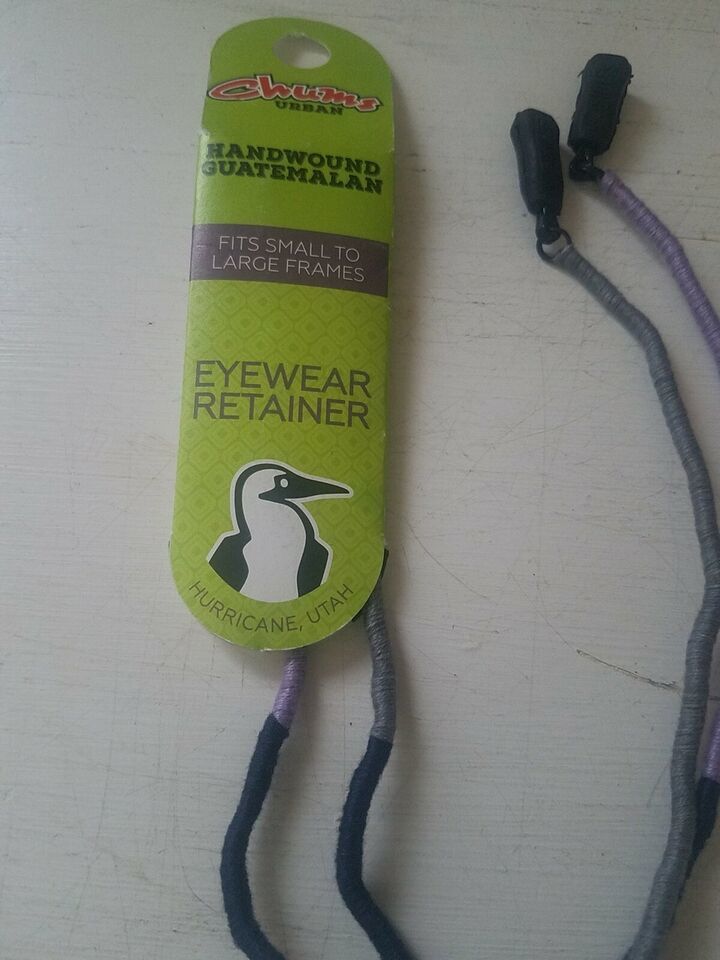 Chums
URBAN
HANDWOUND
GUATEMALAN
FITS SMALL TO
LARGE FRAMES
EYEWEAR
RETAINER
HURRICANE, UTAH